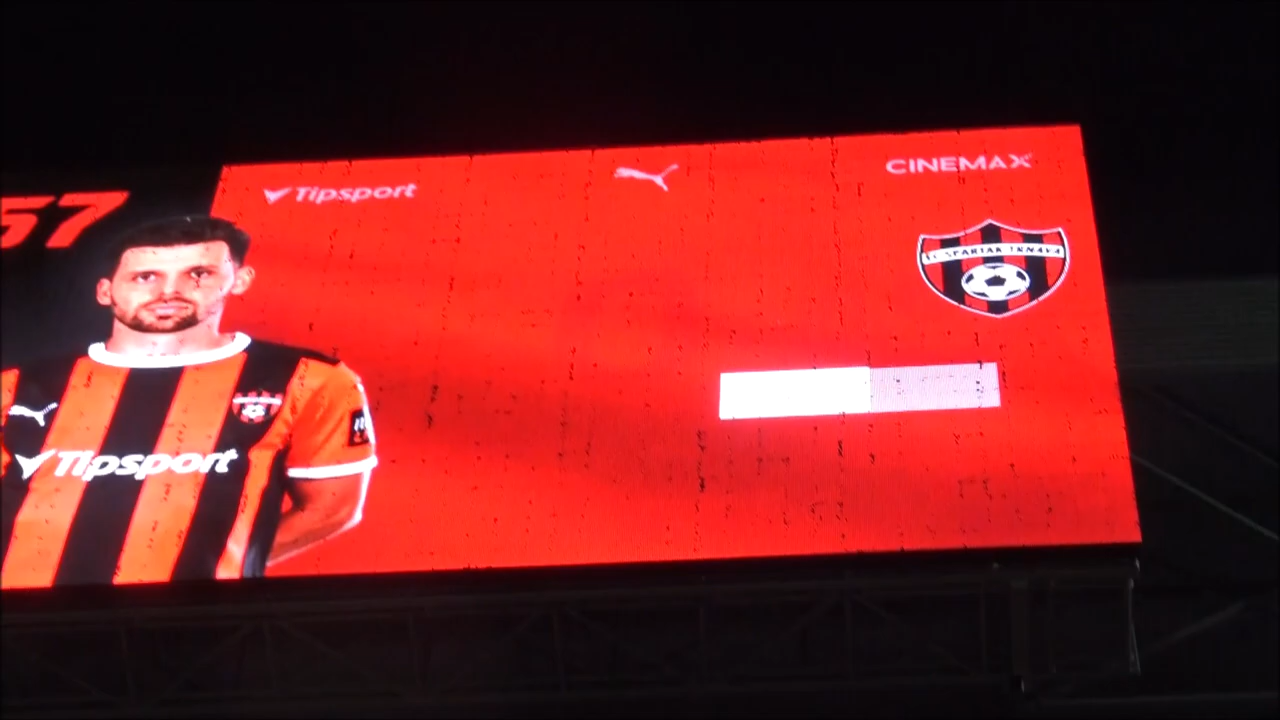 57
Tipsport
CINEMAX
FC SPARTAK TRNAVA
Tipsport